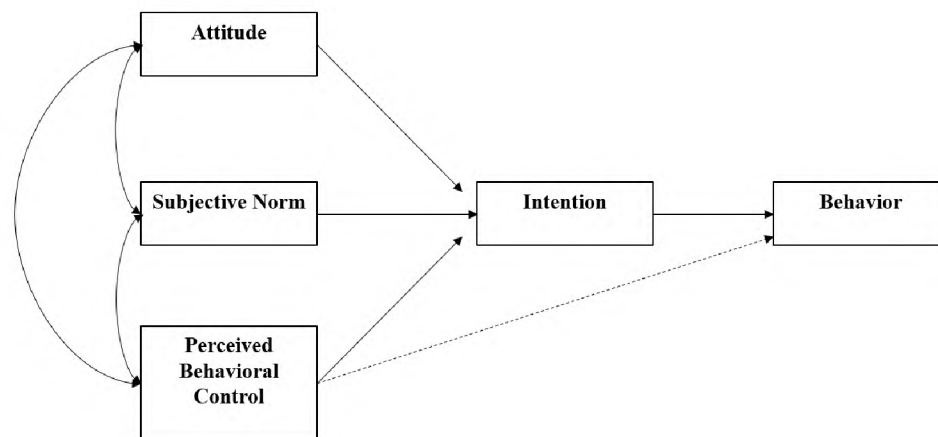 Attitude
Subjective Norm
Intention
Behavior
Perceived
Behavioral
Control